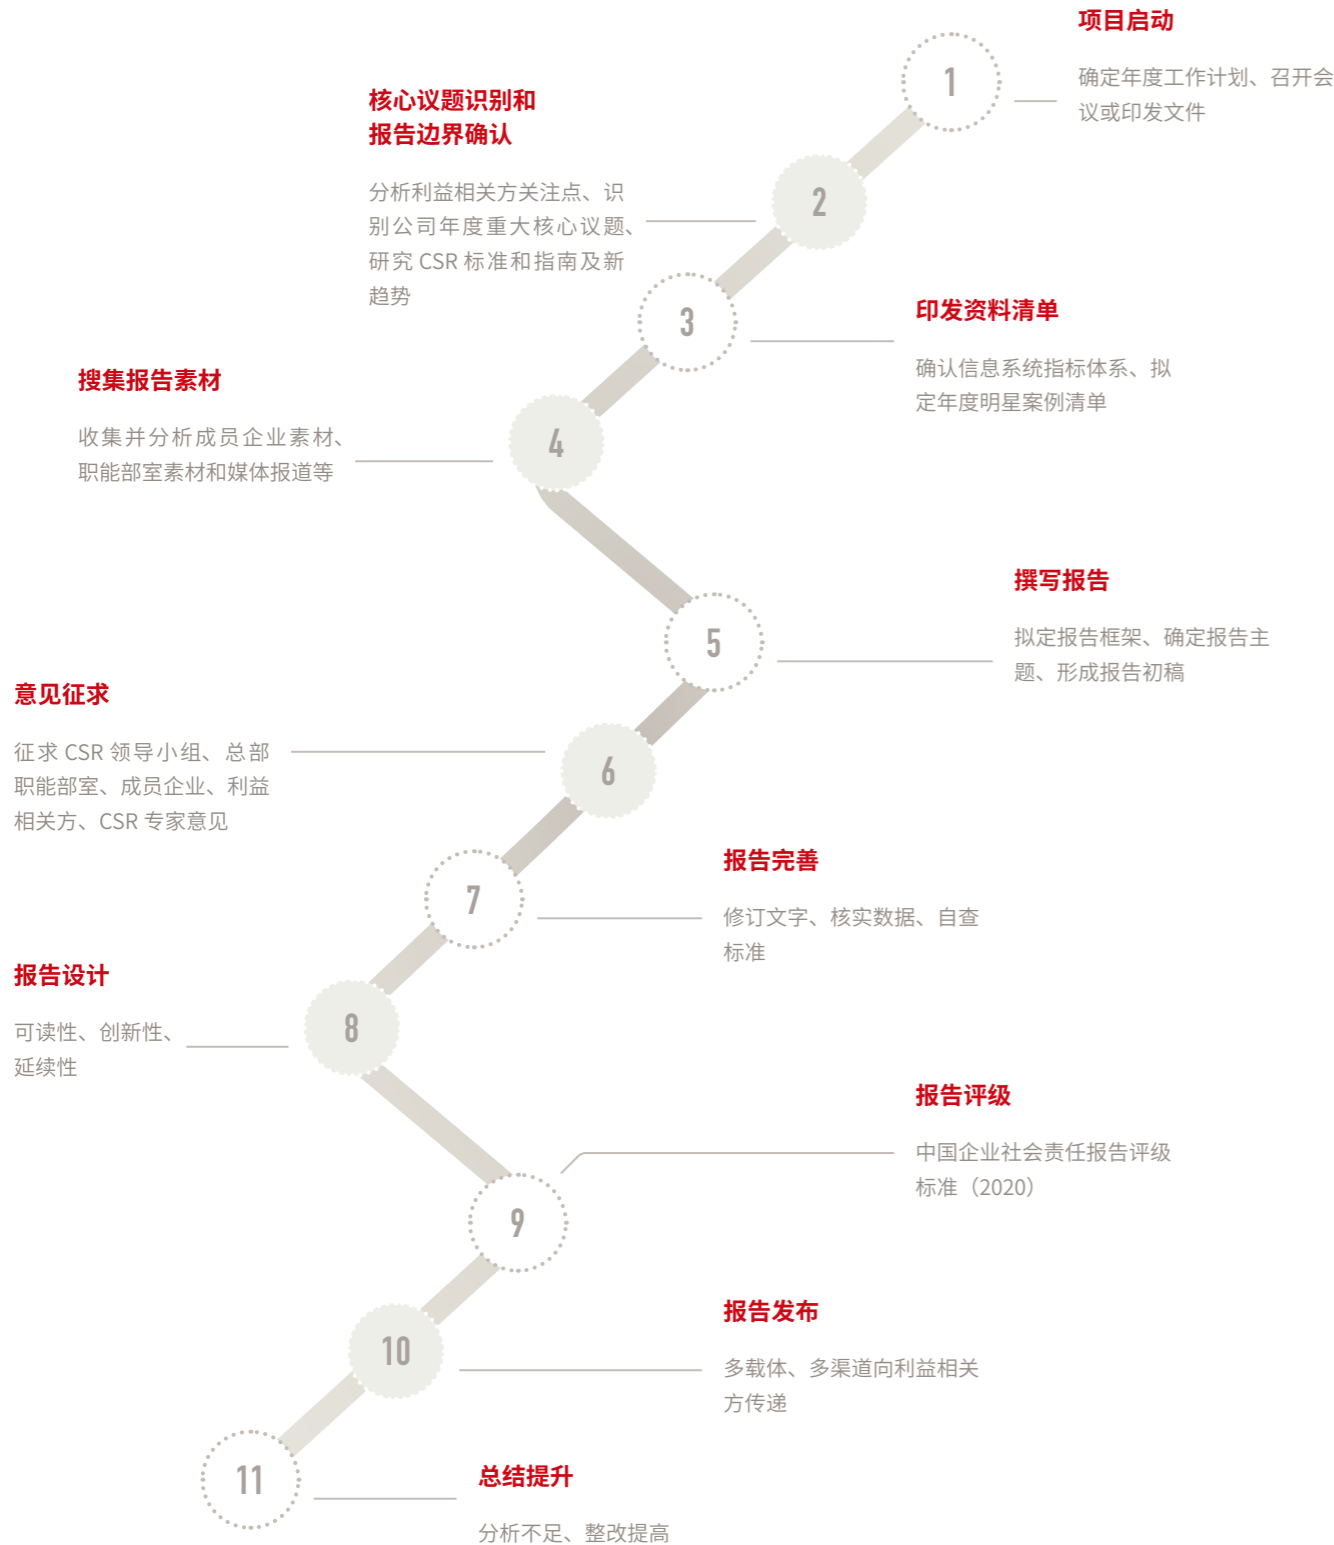 1
项目启动
确定年度工作计划、召开会
议或印发文件
2
核心议题识别和
报告边界确认
分析利益相关方关注点、识
别公司年度重大核心议题、
研究 CSR 标准和指南及新
趋势
3
印发资料清单
确认信息系统指标体系、拟
定年度明星案例清单
4
搜集报告素材
收集并分析成员企业素材、
职能部室素材和媒体报道等
5
撰写报告
拟定报告框架、确定报告主
题、形成报告初稿
6
意见征求
征求 CSR 领导小组、总部
职能部室、成员企业、利益
相关方、CSR 专家意见
7
报告完善
修订文字、核实数据、自查
标准
8
报告设计
可读性、创新性、
延续性
9
报告评级
中国企业社会责任报告评级
标准（2020）
10
报告发布
多载体、多渠道向利益相关
方传递
11
总结提升
分析不足、整改提高